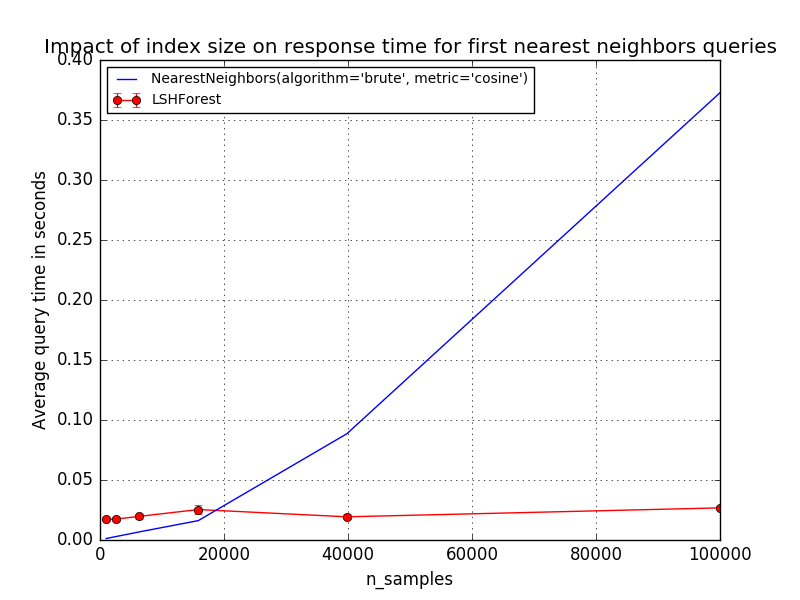 Impact of index size on response time for first nearest neighbors queries
0.40
NearestNeighbors(algorithm='brute', metric='cosine')
LSHForest
0.35
0.30
0.25
0.20
0.15
0.10
0.05
0.00
Average query time in seconds
0 20000 40000 60000 80000 100000
n_samples